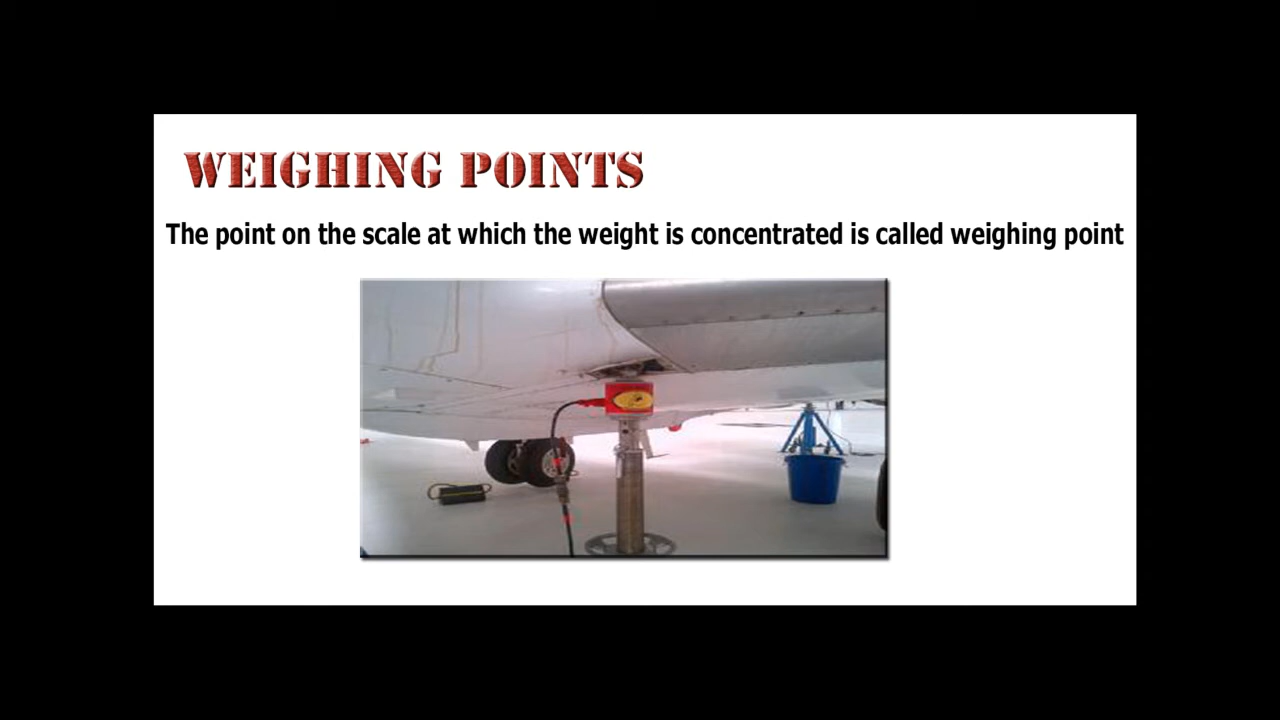 WEIGHING POINTS
The point on the scale at which the weight is concentrated is called weighing point